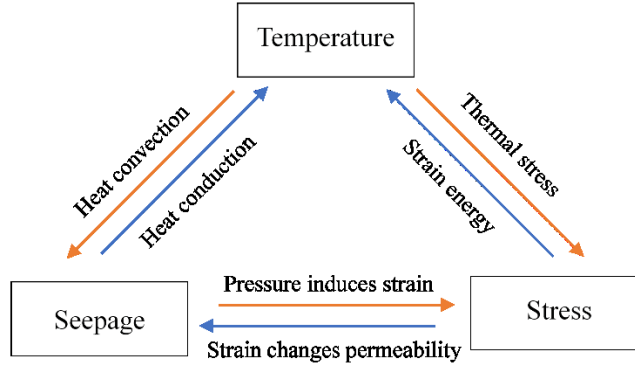 Temperature
Heat convection
Heat conduction
Thermal stress
Strain energy
Seepage
Pressure induces strain
Strain changes permeability
Stress